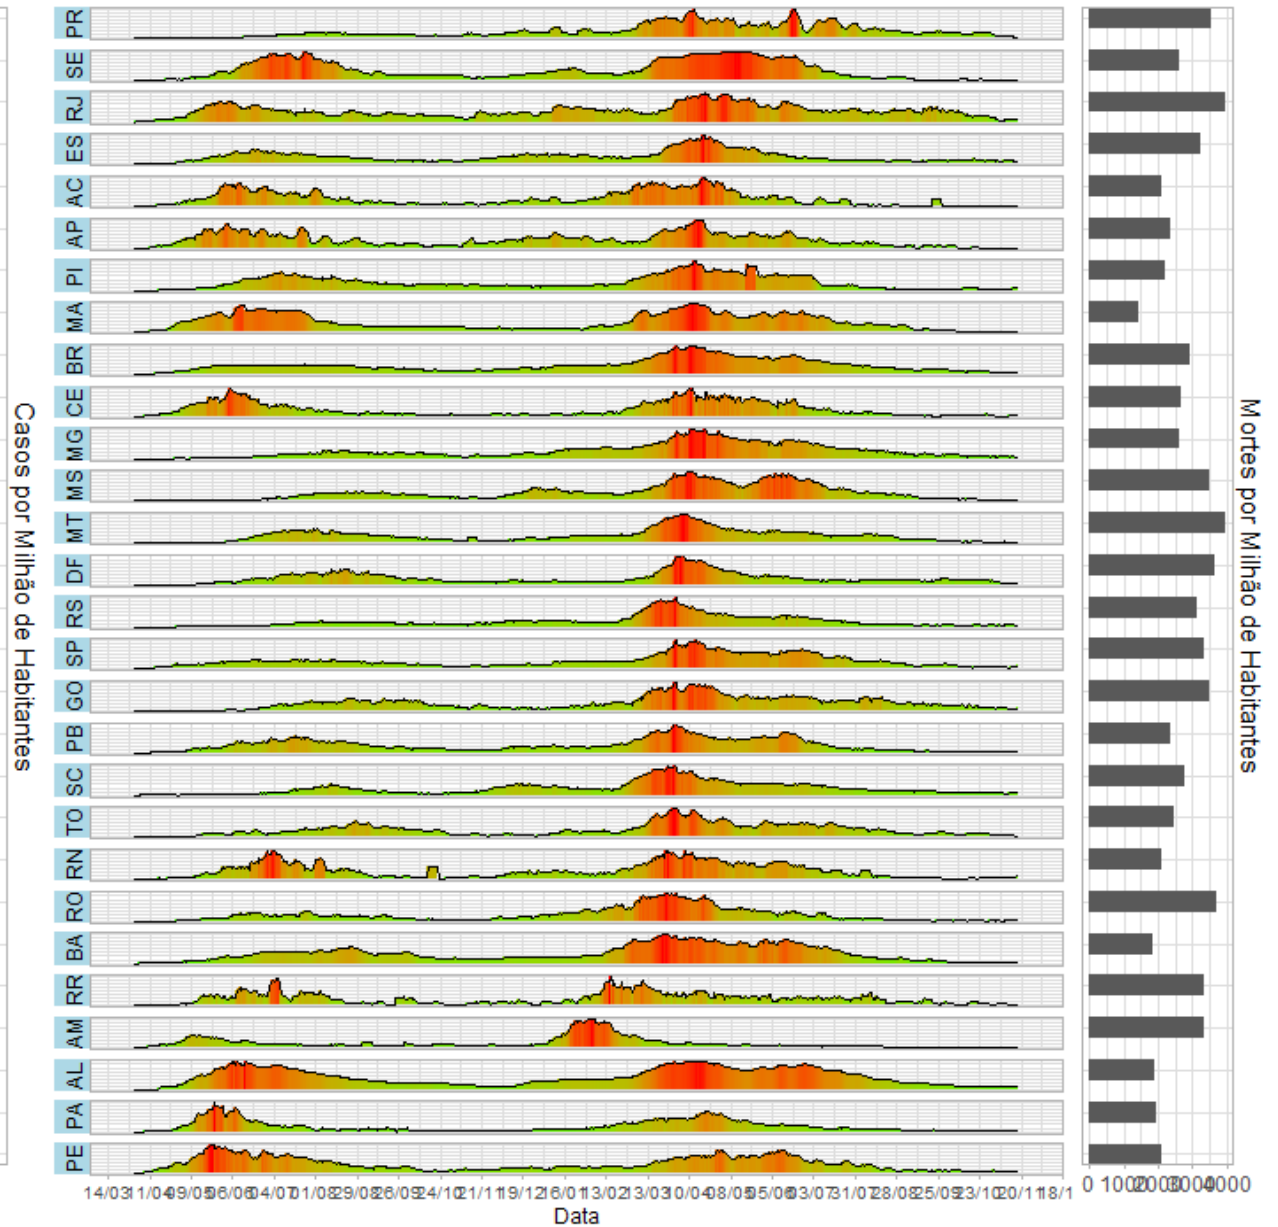 PR
SE
RJ
ES
AC
AP
PI
MA
BR
CE
MG
MS
MT
DF
RS
SP
GO
PB
SC
TO
RN
RO
BA
RR
AM
AL
PA
PE
Casos por Milhão de Habitantes
Mortes por Milhão de Habitantes
14/03 11/04 09/05 06/06 04/07 01/08 29/08 26/09 24/10 21/11 19/12 16/01 13/02 13/03 10/04 08/05 05/06 03/07 31/07 28/08 25/09 23/10 20/11 18/1
0 1000 2000 3000 4000
Data